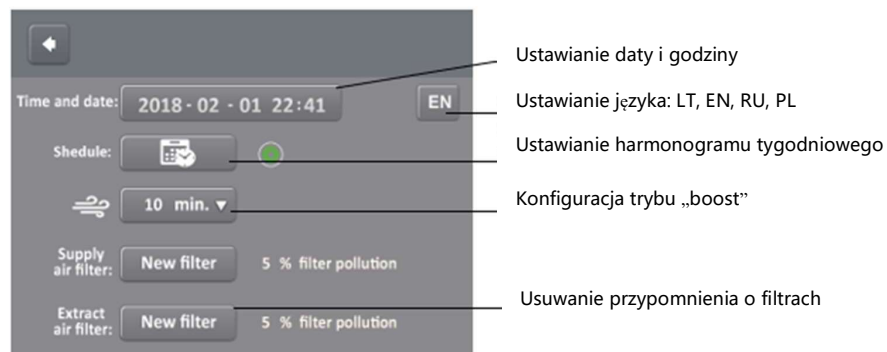 Ustawianie daty i godziny
Time and date: 2018 - 02 - 01 22:41 EN
Ustawianie języka: LT, EN, RU, PL
Shedule:
Ustawianie harmonogramu tygodniowego
10 min. ▼
Konfiguracja trybu „boost”
Supply
air filter: New filter 5 % filter pollution
Usuwanie przypomnienia o filtrach
Extract
air filter: New filter 5 % filter pollution